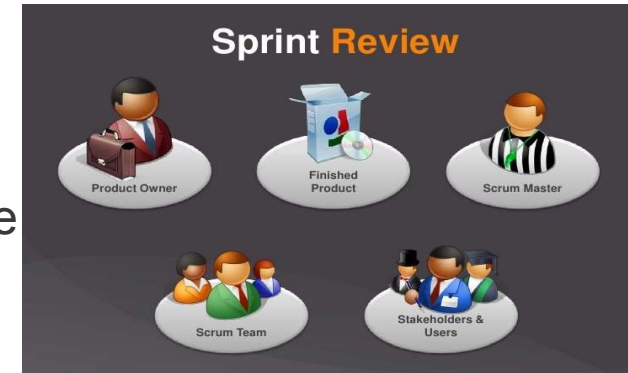 Sprint Review
Product Owner
Finished
Product
Scrum Master
e
Scrum Team
Stakeholders &
Users